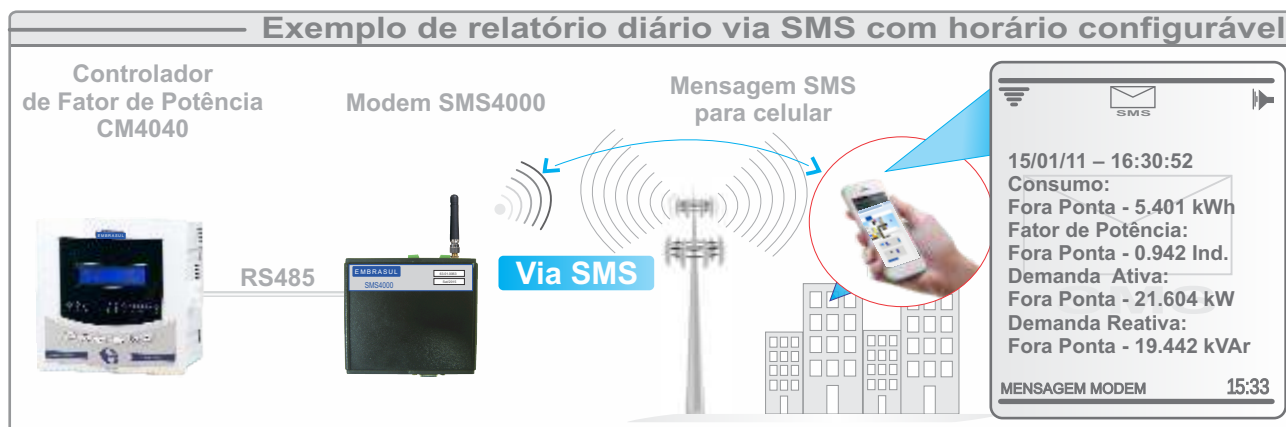 Exemplo de relatório diário via SMS com horário configurável
Controlador
de Fator de Potência
CM4040
Modem SMS4000
Mensagem SMS
para celular
EMBRASUL
RS485
EMBRASUL
SMS4000
Via SMS
SMS
15/01/11 – 16:30:52
Consumo:
Fora Ponta - 5.401 kWh
Fator de Potência:
Fora Ponta - 0.942 Ind.
Demanda Ativa:
Fora Ponta - 21.604 kW
Demanda Reativa:
Fora Ponta - 19.442 kVAr
SMS
MENSAGEM MODEM
15:33